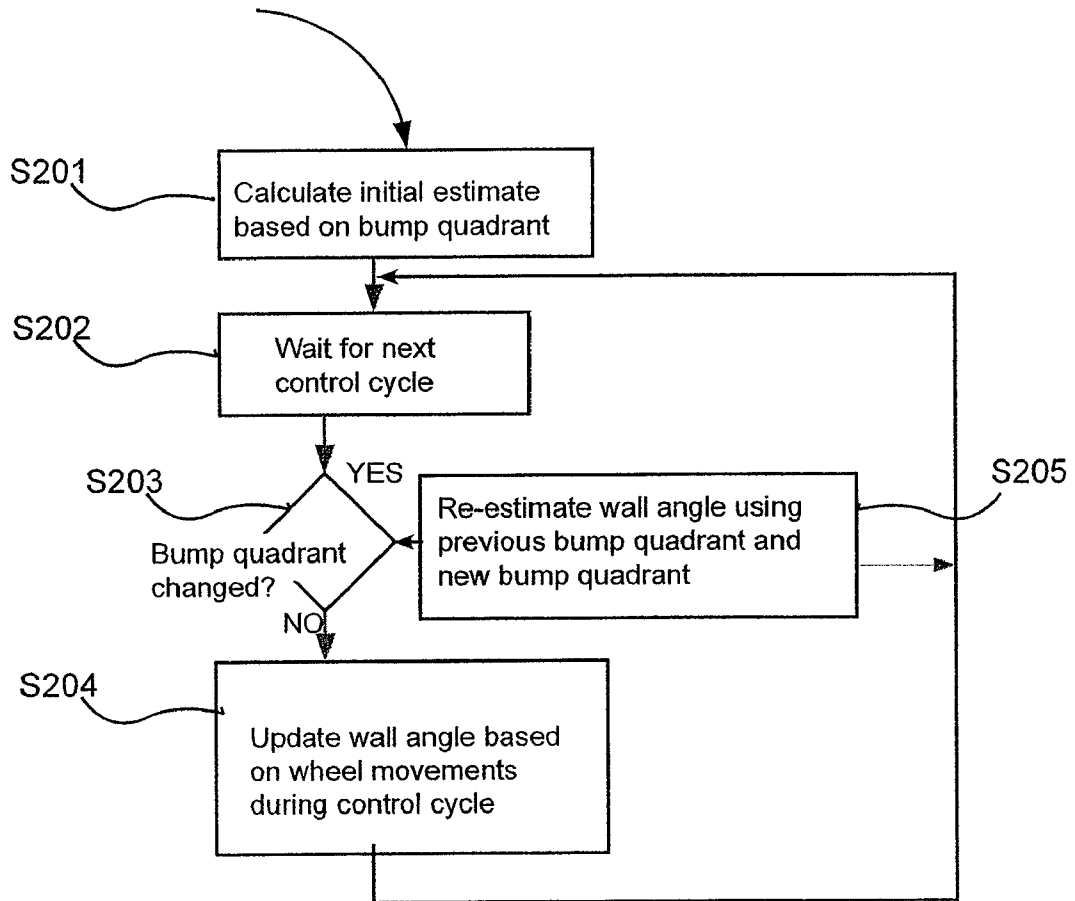 S201
Calculate initial estimate
based on bump quadrant
S202
Wait for next
control cycle
S203
YES
Bump quadrant
changed?
NO
Re-estimate wall angle using
previous bump quadrant and
new bump quadrant
S205
S204
Update wall angle based
on wheel movements
during control cycle